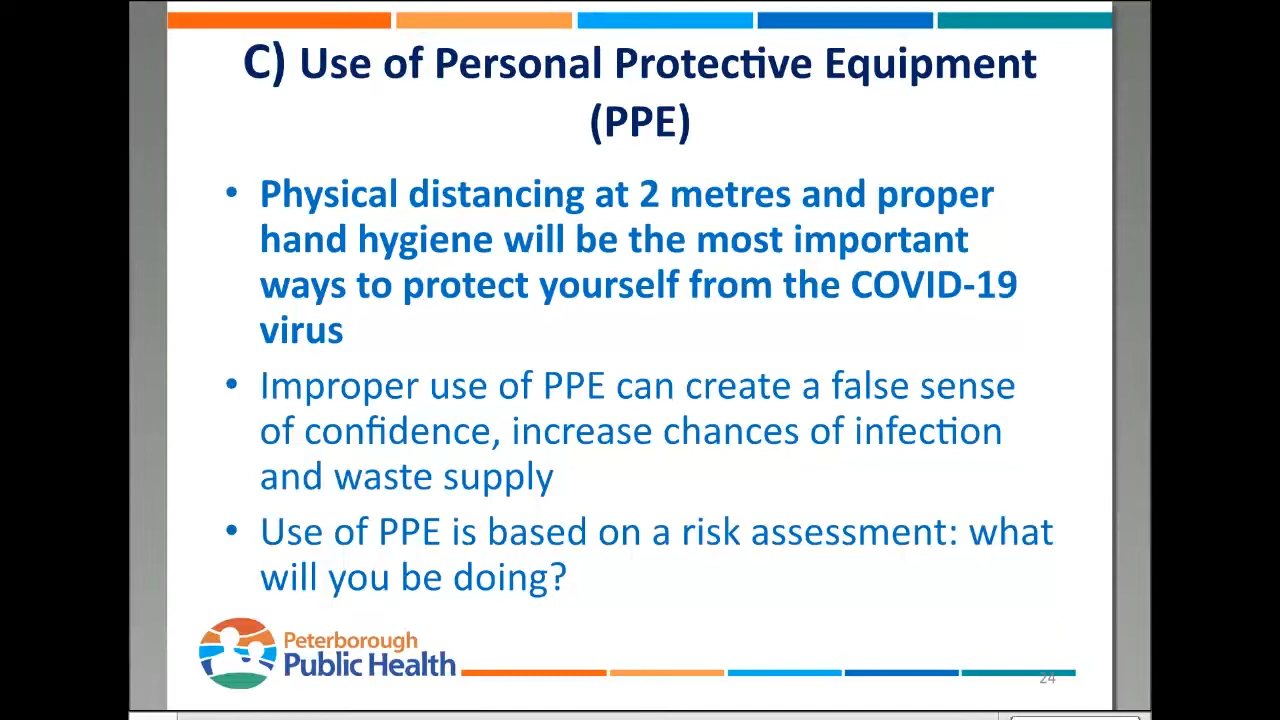 C) Use of Personal Protective Equipment
(PPE)
• Physical distancing at 2 metres and proper
hand hygiene will be the most important
ways to protect yourself from the COVID-19
virus
• Improper use of PPE can create a false sense
of confidence, increase chances of infection
and waste supply
• Use of PPE is based on a risk assessment: what
will you be doing?
Peterborough
Public Health
24